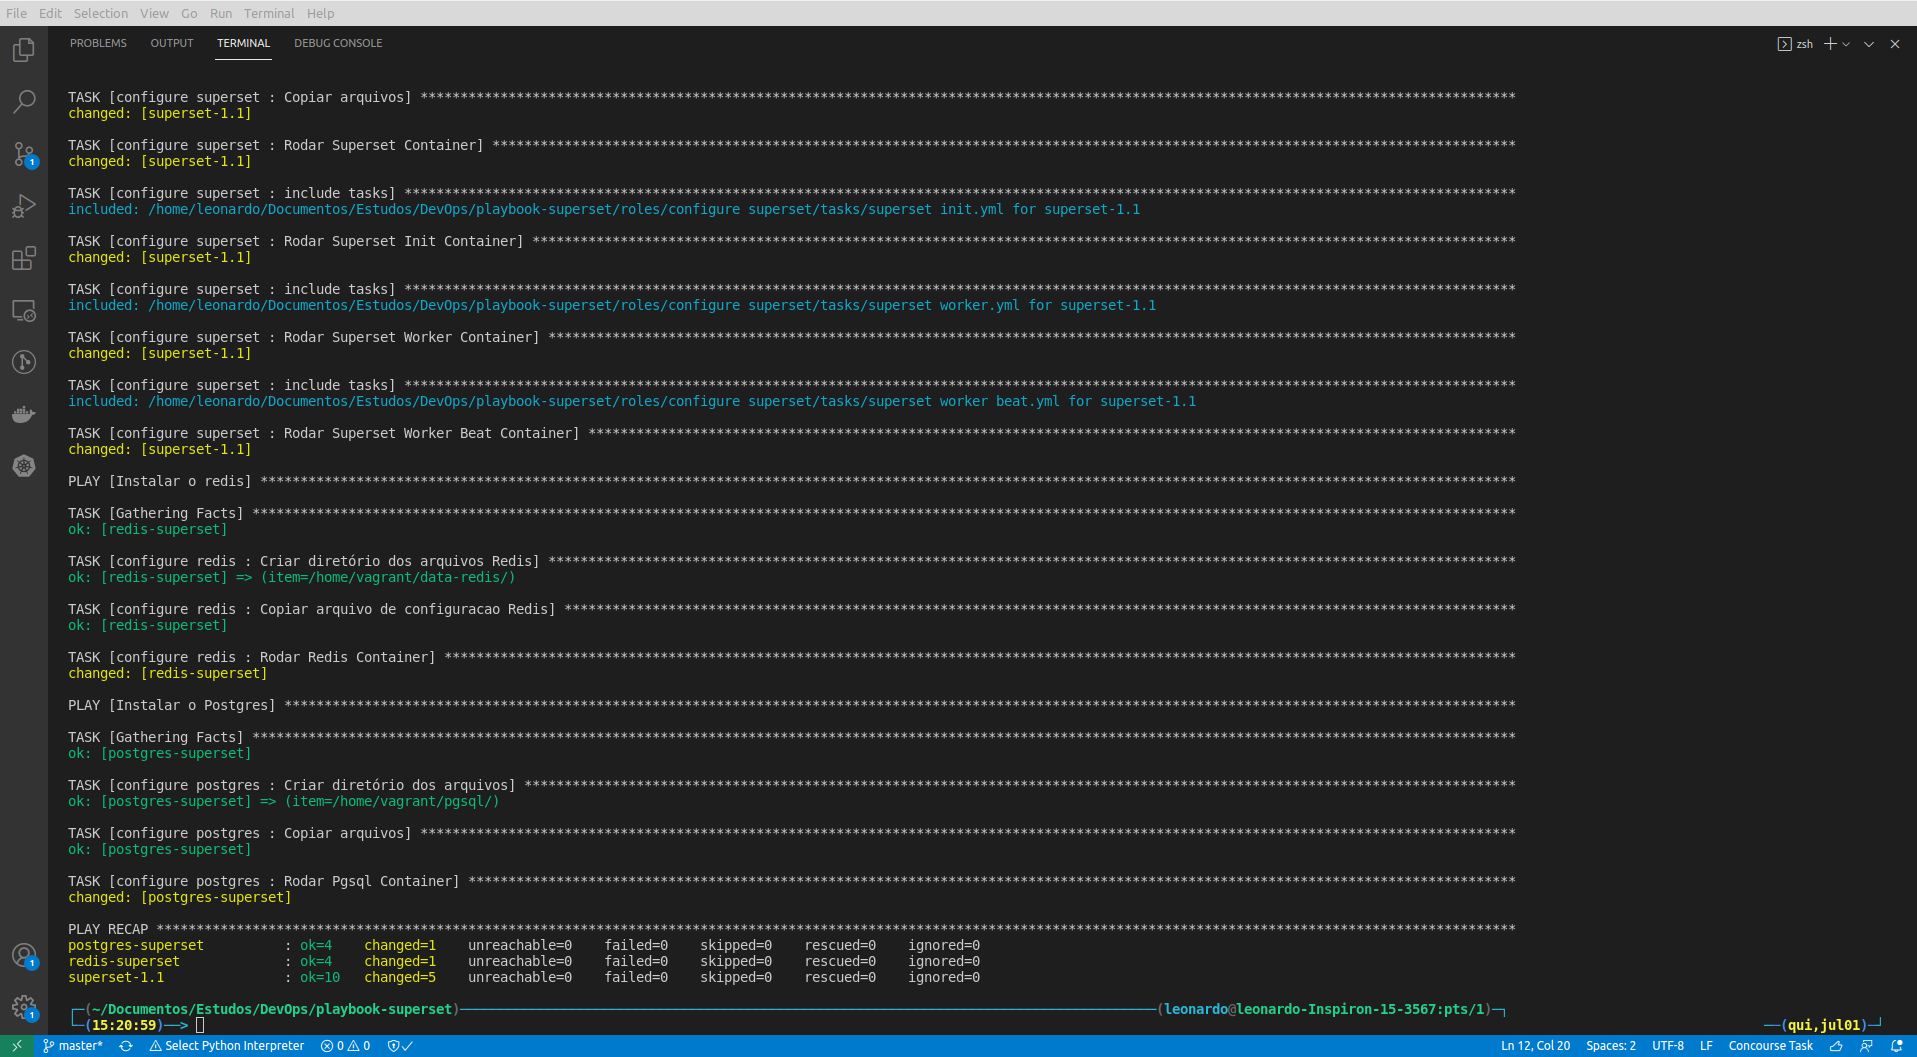 File Edit Selection View Go Run Terminal Help
PROBLEMS OUTPUT TERMINAL DEBUG CONSOLE zsh
TASK [configure superset : Copiar arquivos] *****************************************************************************************************************************************
changed: [superset-1.1]
TASK [configure superset : Rodar Superset Container] ********************************************************************************************************************************
changed: [superset-1.1]
TASK [configure superset : include tasks] *******************************************************************************************************************************************
included: /home/leonardo/Documentos/Estudos/DevOps/playbook-superset/roles/configure superset/tasks/superset init.yml for superset-1.1
TASK [configure superset : Rodar Superset Init Container] ***************************************************************************************************************************
changed: [superset-1.1]
TASK [configure superset : include tasks] *******************************************************************************************************************************************
included: /home/leonardo/Documentos/Estudos/DevOps/playbook-superset/roles/configure superset/tasks/superset worker.yml for superset-1.1
TASK [configure superset : Rodar Superset Worker Container] *************************************************************************************************************************
changed: [superset-1.1]
TASK [configure superset : include tasks] *******************************************************************************************************************************************
included: /home/leonardo/Documentos/Estudos/DevOps/playbook-superset/roles/configure superset/tasks/superset worker beat.yml for superset-1.1
TASK [configure superset : Rodar Superset Worker Beat Container] ********************************************************************************************************************
changed: [superset-1.1]
PLAY [Instalar o redis] *************************************************************************************************************************************************************
TASK [Gathering Facts] **************************************************************************************************************************************************************
ok: [redis-superset]
TASK [configure redis : Criar diretório dos arquivos Redis] *************************************************************************************************************************
ok: [redis-superset] => (item=/home/vagrant/data-redis/)
TASK [configure redis : Copiar arquivo de configuracao Redis] ***********************************************************************************************************************
ok: [redis-superset]
TASK [configure redis : Rodar Redis Container] **************************************************************************************************************************************
changed: [redis-superset]
PLAY [Instalar o Postgres] **********************************************************************************************************************************************************
TASK [Gathering Facts] **************************************************************************************************************************************************************
ok: [postgres-superset]
TASK [configure postgres : Criar diretório dos arquivos] ****************************************************************************************************************************
ok: [postgres-superset] => (item=/home/vagrant/pgsql/)
TASK [configure postgres : Copiar arquivos] *****************************************************************************************************************************************
ok: [postgres-superset]
TASK [configure postgres : Rodar Pgsql Container] ***********************************************************************************************************************************
changed: [postgres-superset]
PLAY RECAP **************************************************************************************************************************************************************************
postgres-superset : ok=4 changed=1 unreachable=0 failed=0 skipped=0 rescued=0 ignored=0
redis-superset : ok=4 changed=1 unreachable=0 failed=0 skipped=0 rescued=0 ignored=0
superset-1.1 : ok=10 changed=5 unreachable=0 failed=0 skipped=0 rescued=0 ignored=0
┌─(~/Documentos/Estudos/DevOps/playbook-superset)─────(leonardo@leonardo-Inspiron-15-3567:pts/1)─┐
└─(15:20:59)──> ──(qui,jul01)─┘
master* Select Python Interpreter 0 0 Ln 12, Col 20 Spaces: 2 UTF-8 LF Concourse Task